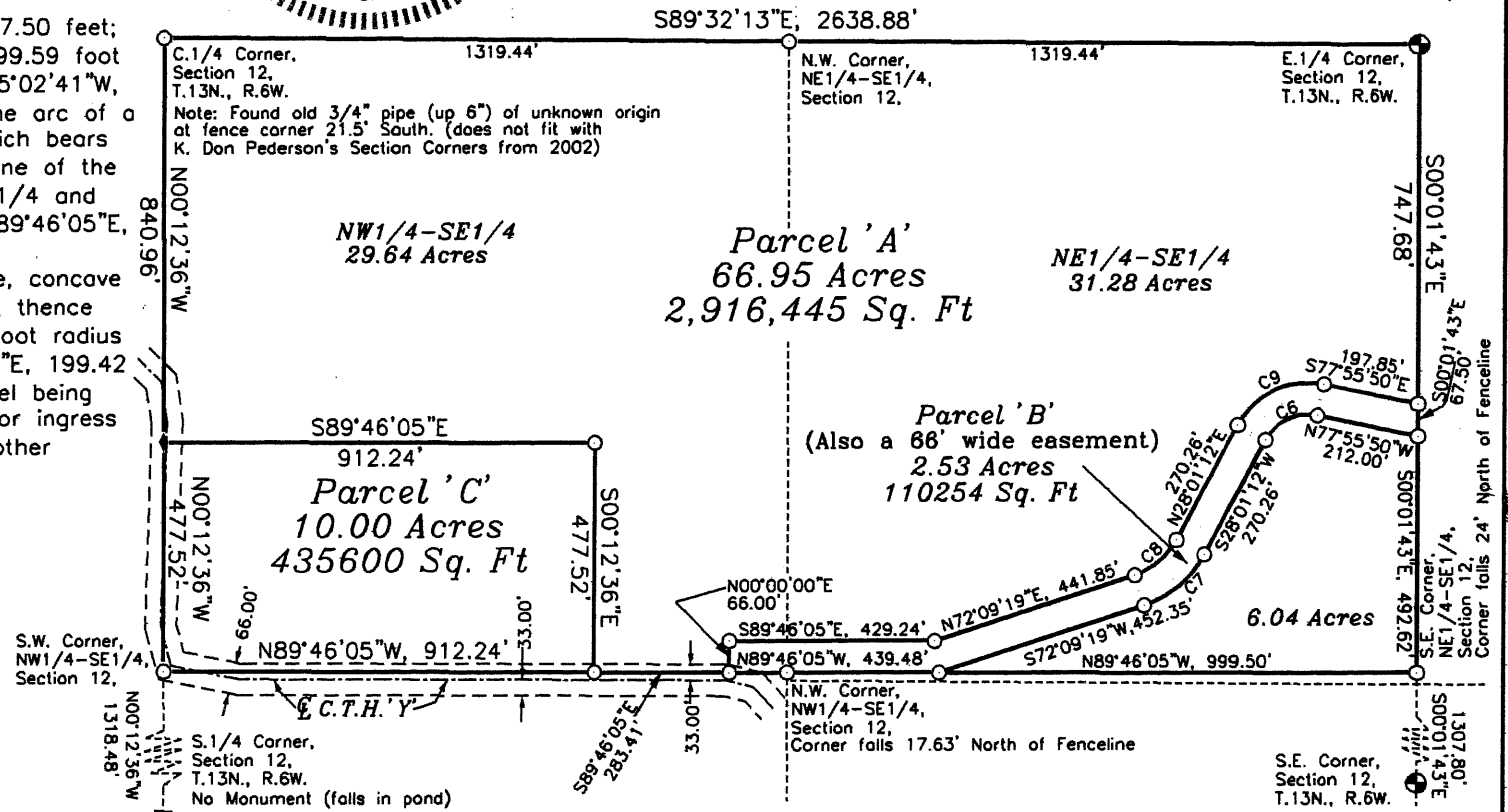 7.50 feet;
99.59 foot
5°02'41"W,
he arc of a
ich bears
ne of the
1/4 and
89°46'05"E,
e, concave
thence
oot radius
"E, 199.42
el being
or ingress
other
S89°32'13"E, 2638.88'
1319.44'
1319.44'
C.1/4 Corner,
Section 12,
T.13N., R.6W.
Note: Found old 3/4" pipe (up 6") of unknown origin
at fence corner 21.5' South. (does not fit with
K. Don Pederson's Section Corners from 2002)
N.W. Corner,
NE1/4-SE1/4,
Section 12,
E.1/4 Corner,
Section 12,
T.13N., R.6W.
N00°12'36"W
840.96'
NW1/4-SE1/4
29.64 Acres
Parcel 'A'
66.95 Acres
2,916,445 Sq. Ft
NE1/4-SE1/4
31.28 Acres
S00°01'43"E
747.68'
S00°01'43"E
67.50'
197.85'
S77°55'50"E
C9
C6
N77°55'50"W
212.00'
Parcel 'B'
(Also a 66' wide easement)
2.53 Acres
110254 Sq. Ft
270.26'
N28°01'12"E
S28°01'12"W
270.26'
C8
C7
S89°46'05"E
912.24'
Parcel 'C'
10.00 Acres
435600 Sq. Ft
N00°12'36"W
477.52'
S00°12'36"E
477.52'
N00°00'00"E
66.00'
S89°46'05"E, 429.24'
N72°09'19"E, 441.85'
S72°09'19"W, 452.35'
6.04 Acres
S00°01'43"E, 492.62'
S.E. Corner,
NE1/4-SE1/4,
Section 12,
Corner falls 24' North of Fenceline
S.W. Corner,
NW1/4-SE1/4,
Section 12,
66.00'
N89°46'05"W, 912.24'
33.00'
N89°46'05"W, 439.48'
N89°46'05"W, 999.50'
℄ C.T.H.'Y'
S89°46'05"E
283.41'
33.00'
N.W. Corner,
NW1/4-SE1/4,
Section 12,
Corner falls 17.63' North of Fenceline
N00°12'36"W
1318.48'
S.1/4 Corner,
Section 12,
T.13N., R.6W.
No Monument (falls in pond)
1307.80'
S00°01'43"E
S.E. Corner,
Section 12,
T.13N., R.6W.